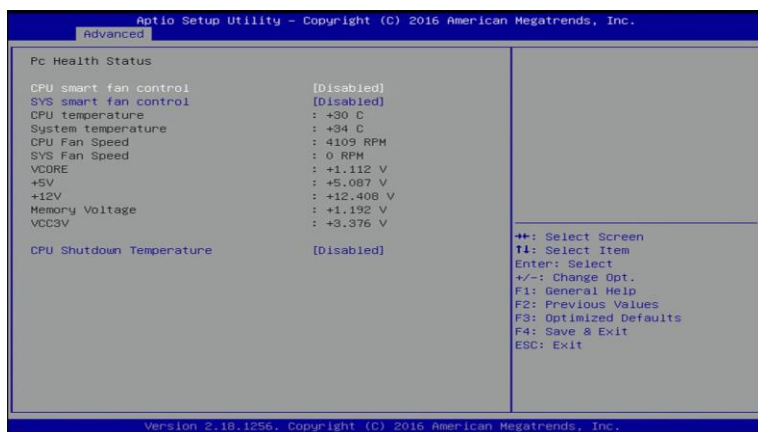 Aptio Setup Utility – Copyright (C) 2016 American Megatrends, Inc.
Advanced
Pc Health Status
CPU smart fan control [Disabled]
SYS smart fan control [Disabled]
CPU temperature : +30 C
System temperature : +34 C
CPU Fan Speed : 4109 RPM
SYS Fan Speed : 0 RPM
VCORE : +1.112 V
+5V : +5.087 V
+12V : +12.408 V
Memory Voltage : +1.192 V
VCC3V : +3.376 V
CPU Shutdown Temperature [Disabled]
→←: Select Screen
↑↓: Select Item
Enter: Select
+/-: Change Opt.
F1: General Help
F2: Previous Values
F3: Optimized Defaults
F4: Save & Exit
ESC: Exit
Version 2.18.1256. Copyright (C) 2016 American Megatrends, Inc.